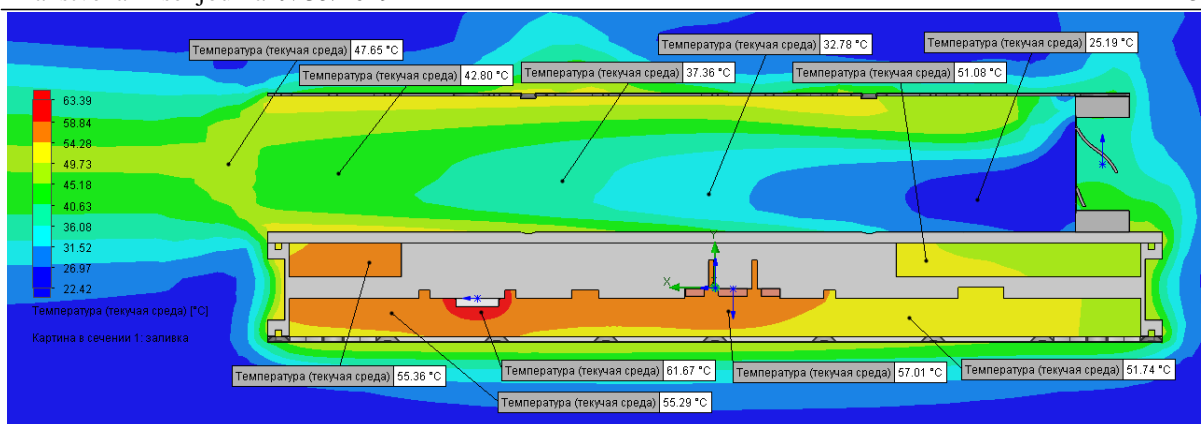 Температура (текучая среда) 47.65 °C
Температура (текучая среда) 42.80 °C
Температура (текучая среда) 37.36 °C
Температура (текучая среда) 32.78 °C
Температура (текучая среда) 51.08 °C
Температура (текучая среда) 25.19 °C
63.39
58.84
54.28
49.73
45.18
40.63
36.08
31.52
26.97
22.42
Температура (текучая среда) [°C]
Картина в сечении 1: заливка
Y
X
Температура (текучая среда) 55.36 °C
Температура (текучая среда) 61.67 °C
Температура (текучая среда) 57.01 °C
Температура (текучая среда) 51.74 °C
Температура (текучая среда) 55.29 °C